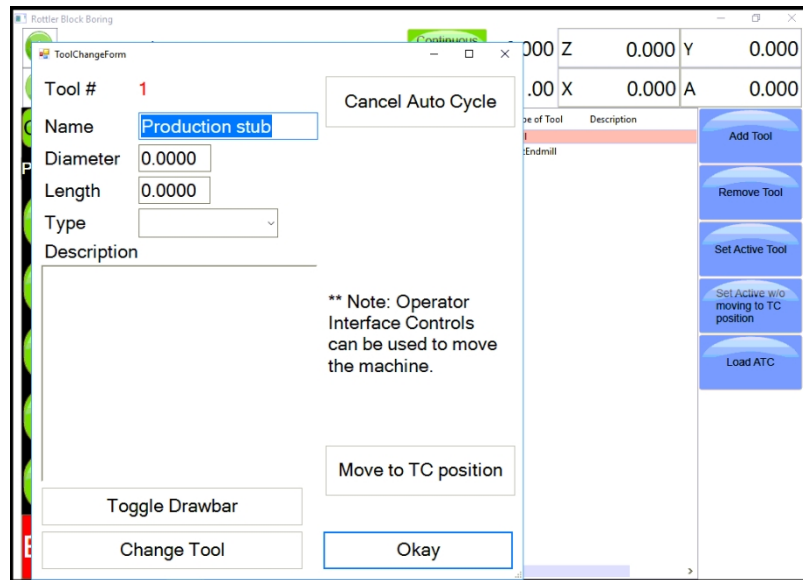 Rottler Block Boring
ToolChangeForm
Continuous
.000 Z 0.000 Y 0.000
.00 X 0.000 A 0.000
Tool # 1
Cancel Auto Cycle
Name Production stub
Diameter 0.0000
Length 0.0000
Type
Description
** Note: Operator
Interface Controls
can be used to move
the machine.
Move to TC position
Toggle Drawbar
Change Tool
Okay
of Tool Description
Endmill
Add Tool
Remove Tool
Set Active Tool
Set Active w/o
moving to TC
position
Load ATC